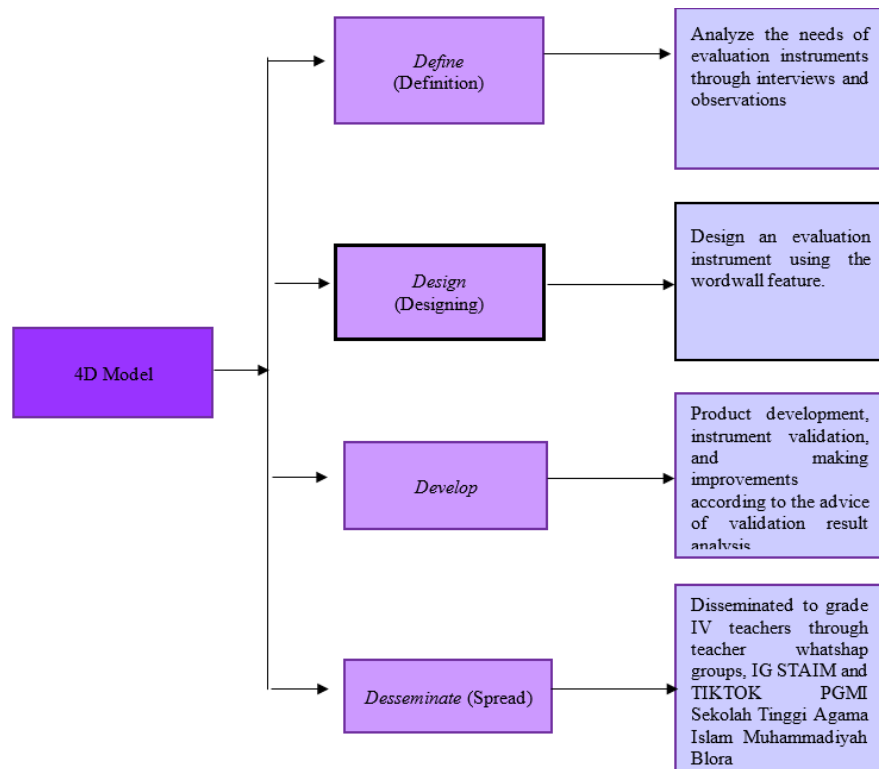 Define
(Definition)
Analyze the needs of
evaluation instruments
through interviews and
observations
Design
(Designing)
Design an evaluation
instrument using the
wordwall feature.
4D Model
Develop
Product development,
instrument validation,
and making
improvements
according to the advice
of validation result
analysis
Desseminate (Spread)
Disseminated to grade
IV teachers through
teacher whatshap
groups, IG STAIM and
TIKTOK PGMI
Sekolah Tinggi Agama
Islam Muhammadiyah
Blora